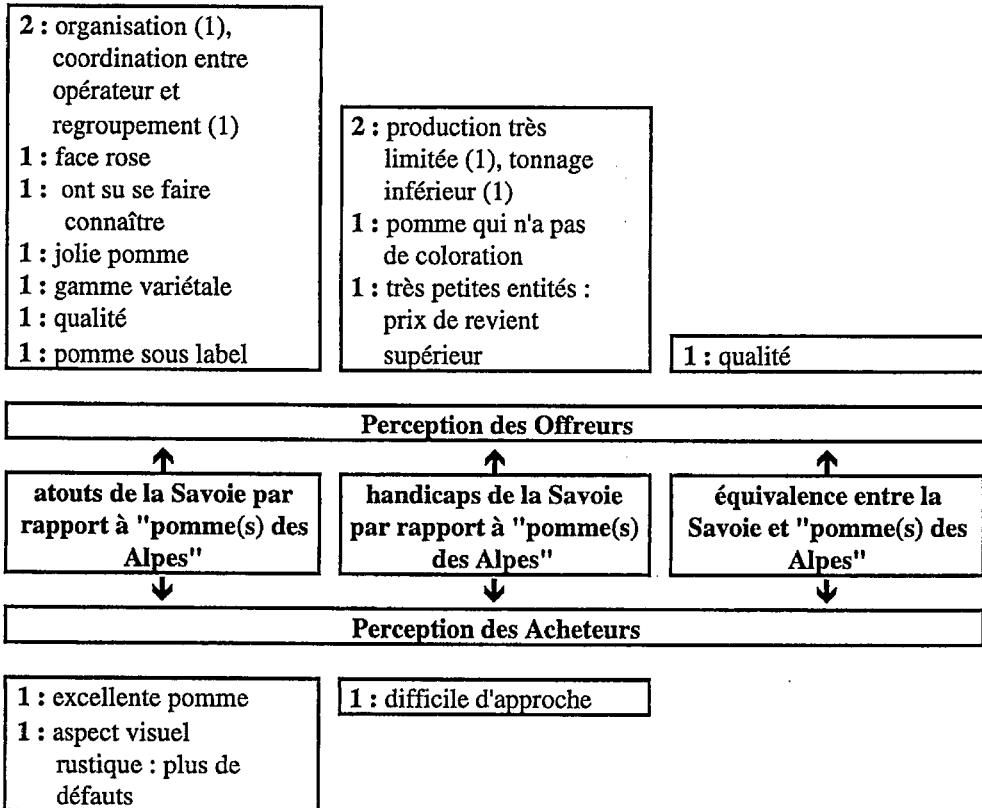 2 : organisation (1),
coordination entre
opérateur et
regroupement (1)
1 : face rose
1 : ont su se faire
connaître
1 : jolie pomme
1 : gamme variétale
1 : qualité
1 : pomme sous label
2 : production très
limitée (1), tonnage
inférieur (1)
1 : pomme qui n'a pas
de coloration
1 : très petites entités :
prix de revient
supérieur
1 : qualité
Perception des Offreurs
atouts de la Savoie par
rapport à "pomme(s) des
Alpes"
handicaps de la Savoie
par rapport à "pomme(s)
des Alpes"
équivalence entre la
Savoie et "pomme(s) des
Alpes"
Perception des Acheteurs
1 : excellente pomme
1 : aspect visuel
rustique : plus de
défauts
1 : difficile d'approche